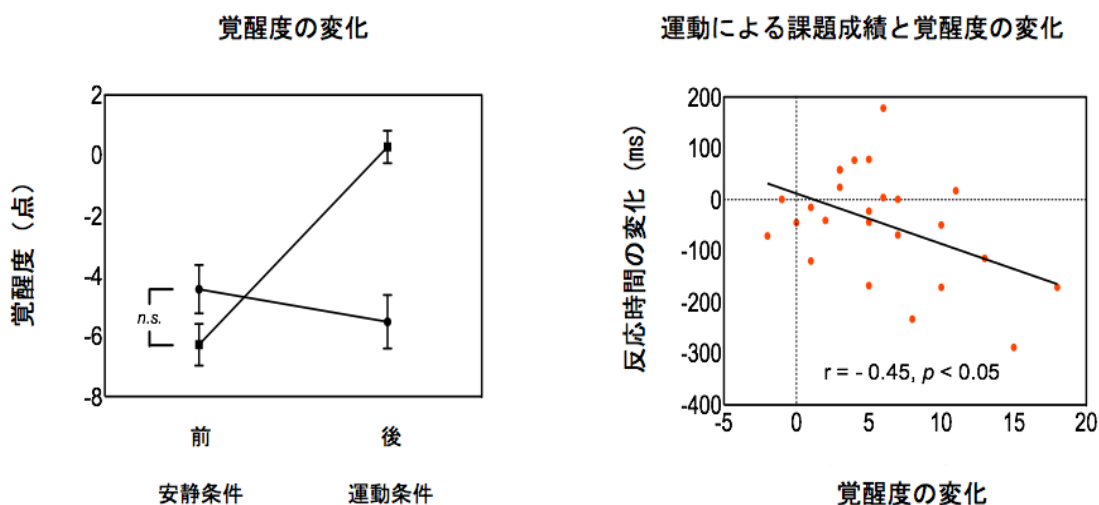 覚醒度の変化
2
0
-2
-4
-6
-8
覚醒度(点)
n.s.
前 後
安静条件 運動条件
運動による課題成績と覚醒度の変化
200
100
0
-100
-200
-300
-400
反応時間の変化(ms)
r = - 0.45, p < 0.05
-5 0 5 10 15 20
覚醒度の変化